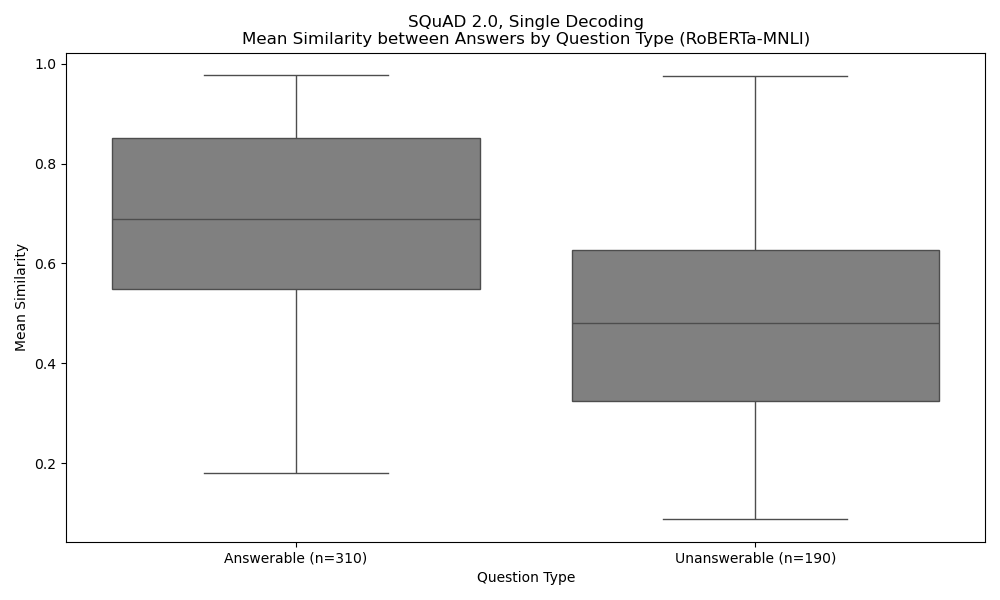 SQuAD 2.0, Single Decoding
Mean Similarity between Answers by Question Type (RoBERTa-MNLI)
1.0
0.8
0.6
0.4
0.2
Mean Similarity
Answerable (n=310)
Unanswerable (n=190)
Question Type